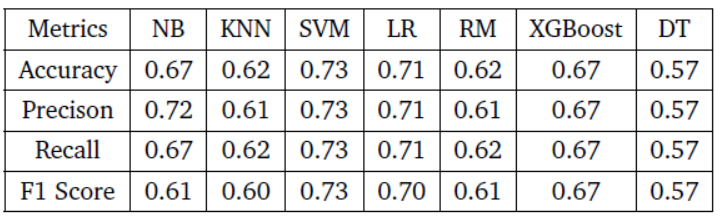 Metrics NB KNN SVM LR RM XGBoost DT
Accuracy 0.67 0.62 0.73 0.71 0.62 0.67 0.57
Precison 0.72 0.61 0.73 0.71 0.61 0.67 0.57
Recall 0.67 0.62 0.73 0.71 0.62 0.67 0.57
F1 Score 0.61 0.60 0.73 0.70 0.61 0.67 0.57